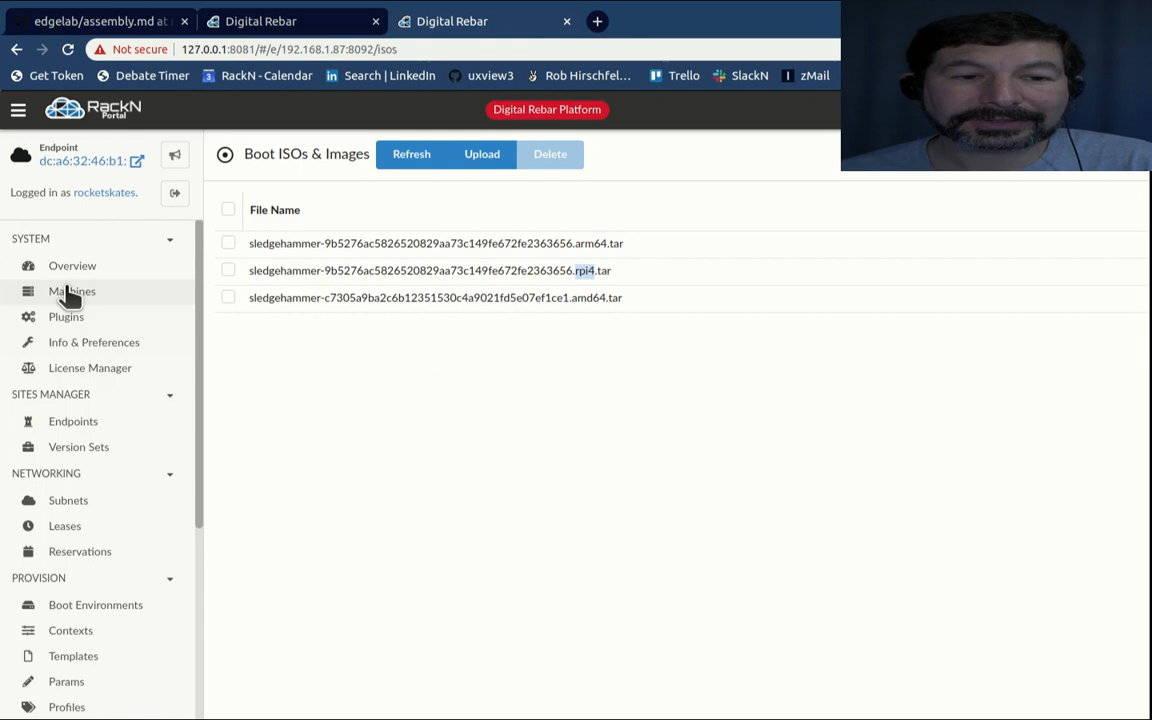 edgelab/assembly.md at
Digital Rebar
Digital Rebar
Not secure
127.0.0.1:8081/#/e/192.168.1.87:8092/isos
Get Token
Debate Timer
3 RackN - Calendar
Search | LinkedIn
uxview3
Rob Hirschfel...
Trello
SlackN
zMail
RackN
Portal
Digital Rebar Platform
Endpoint
dc:a6:32:46:b1:
Logged in as rocketskates.
Boot ISOs & Images
Refresh
Upload
Delete
File Name
sledgehammer-9b5276ac5826520829aa73c149fe672fe2363656.arm64.tar
sledgehammer-9b5276ac5826520829aa73c149fe672fe2363656.rpi4.tar
sledgehammer-c7305a9ba2c6b12351530c4a9021fd5e07ef1ce1.amd64.tar
SYSTEM
Overview
Machines
Plugins
Info & Preferences
License Manager
SITES MANAGER
Endpoints
Version Sets
NETWORKING
Subnets
Leases
Reservations
PROVISION
Boot Environments
Contexts
Templates
Params
Profiles